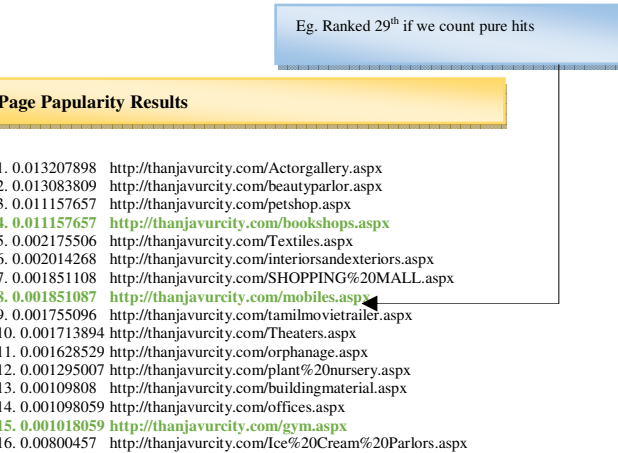 Eg. Ranked 29th if we count pure hits
Page Papularity Results
1. 0.013207898 http://thanjavurcity.com/Actorgallery.aspx
2. 0.013083809 http://thanjavurcity.com/beautyparlor.aspx
3. 0.011157657 http://thanjavurcity.com/petshop.aspx
4. 0.011157657 http://thanjavurcity.com/bookshops.aspx
5. 0.002175506 http://thanjavurcity.com/Textiles.aspx
6. 0.002014268 http://thanjavurcity.com/interiorsandexteriors.aspx
7. 0.001851108 http://thanjavurcity.com/SHOPPING%20MALL.aspx
8. 0.001851087 http://thanjavurcity.com/mobiles.aspx
9. 0.001755096 http://thanjavurcity.com/tamilmovietrailer.aspx
10. 0.001713894 http://thanjavurcity.com/Theaters.aspx
11. 0.001628529 http://thanjavurcity.com/orphanage.aspx
12. 0.001295007 http://thanjavurcity.com/plant%20nursery.aspx
13. 0.00109808 http://thanjavurcity.com/buildingmaterial.aspx
14. 0.001098059 http://thanjavurcity.com/offices.aspx
15. 0.001018059 http://thanjavurcity.com/gym.aspx
16. 0.00800457 http://thanjavurcity.com/Ice%20Cream%20Parlors.aspx